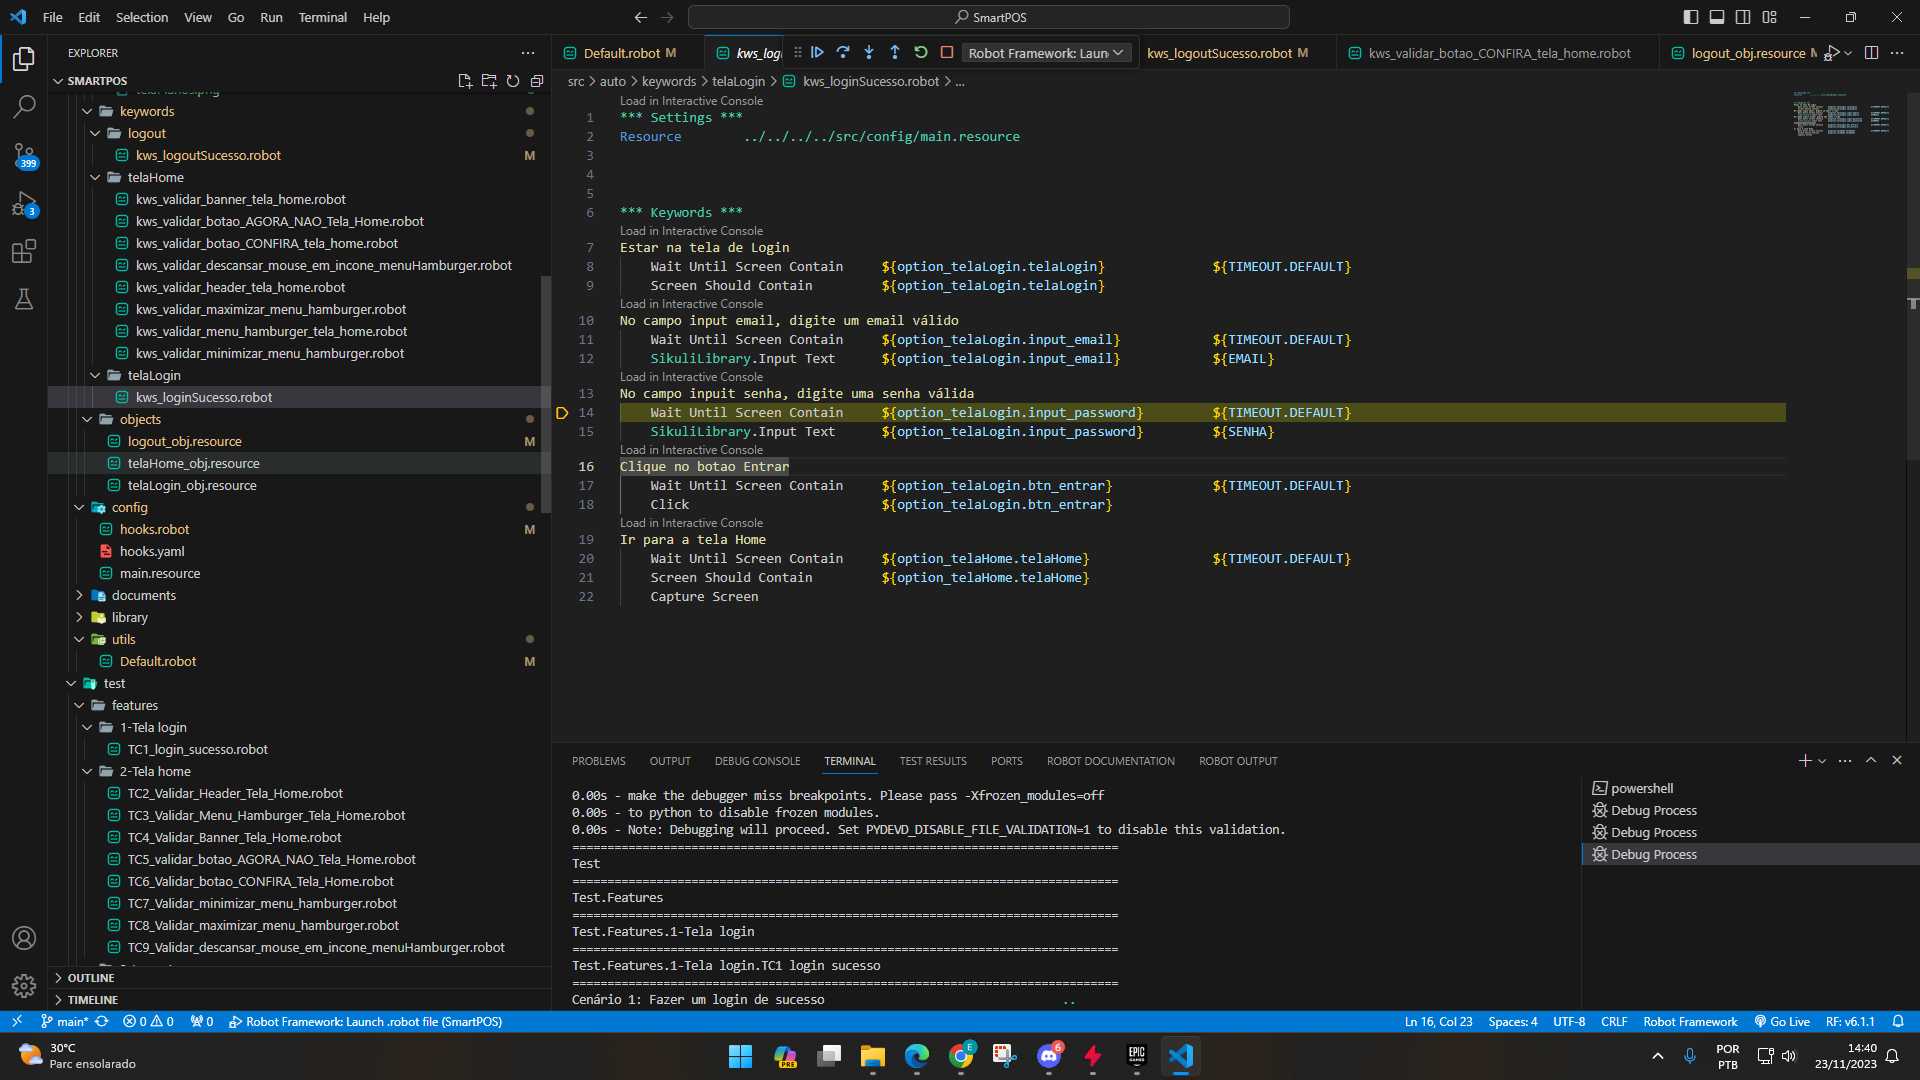 File Edit Selection View Go Run Terminal Help
SmartPOS
EXPLORER
SMARTPOS
keywords
logout
kws_logoutSucesso.robot M
telaHome
kws_validar_banner_tela_home.robot
kws_validar_botao_AGORA_NAO_Tela_Home.robot
kws_validar_botao_CONFIRA_tela_home.robot
kws_validar_descansar_mouse_em_incone_menuHamburger.robot
kws_validar_header_tela_home.robot
kws_validar_maximizar_menu_hamburger.robot
kws_validar_menu_hamburger_tela_home.robot
kws_validar_minimizar_menu_hamburger.robot
telaLogin
kws_loginSucesso.robot
objects
logout_obj.resource M
telaHome_obj.resource
telaLogin_obj.resource
config
hooks.robot M
hooks.yaml
main.resource
documents
library
utils
Default.robot M
test
features
1-Tela login
TC1_login_sucesso.robot
2-Tela home
TC2_Validar_Header_Tela_Home.robot
TC3_Validar_Menu_Hamburger_Tela_Home.robot
TC4_Validar_Banner_Tela_Home.robot
TC5_validar_botao_AGORA_NAO_Tela_Home.robot
TC6_Validar_botao_CONFIRA_Tela_Home.robot
TC7_Validar_minimizar_menu_hamburger.robot
TC8_Validar_maximizar_menu_hamburger.robot
TC9_Validar_descansar_mouse_em_incone_menuHamburger.robot
OUTLINE
TIMELINE
399
3
Default.robot M kws_log Robot Framework: Laun kws_logoutSucesso.robot M kws_validar_botao_CONFIRA_tela_home.robot logout_obj.resource M
src > auto > keywords > telaLogin > kws_loginSucesso.robot > ...
Load in Interactive Console
1 *** Settings ***
2 Resource ../../../../src/config/main.resource
3
4
5
6 *** Keywords ***
Load in Interactive Console
7 Estar na tela de Login
8 Wait Until Screen Contain ${option_telaLogin.telaLogin} ${TIMEOUT.DEFAULT}
9 Screen Should Contain ${option_telaLogin.telaLogin}
Load in Interactive Console
10 No campo input email, digite um email válido
11 Wait Until Screen Contain ${option_telaLogin.input_email} ${TIMEOUT.DEFAULT}
12 SikuliLibrary.Input Text ${option_telaLogin.input_email} ${EMAIL}
Load in Interactive Console
13 No campo inpuit senha, digite uma senha válida
14 Wait Until Screen Contain ${option_telaLogin.input_password} ${TIMEOUT.DEFAULT}
15 SikuliLibrary.Input Text ${option_telaLogin.input_password} ${SENHA}
Load in Interactive Console
16 Clique no botao Entrar
17 Wait Until Screen Contain ${option_telaLogin.btn_entrar} ${TIMEOUT.DEFAULT}
18 Click ${option_telaLogin.btn_entrar}
Load in Interactive Console
19 Ir para a tela Home
20 Wait Until Screen Contain ${option_telaHome.telaHome} ${TIMEOUT.DEFAULT}
21 Screen Should Contain ${option_telaHome.telaHome}
22 Capture Screen
PROBLEMS OUTPUT DEBUG CONSOLE TERMINAL TEST RESULTS PORTS ROBOT DOCUMENTATION ROBOT OUTPUT
0.00s - make the debugger miss breakpoints. Please pass -Xfrozen_modules=off
0.00s - to python to disable frozen modules.
0.00s - Note: Debugging will proceed. Set PYDEVD_DISABLE_FILE_VALIDATION=1 to disable this validation.
==============================================================================
Test
==============================================================================
Test.Features
==============================================================================
Test.Features.1-Tela login
==============================================================================
Test.Features.1-Tela login.TC1 login sucesso
==============================================================================
Cenário 1: Fazer um login de sucesso ..
powershell
Debug Process
Debug Process
Debug Process
main* 0 0 0 Robot Framework: Launch .robot file (SmartPOS) Ln 16, Col 23 Spaces: 4 UTF-8 CRLF Robot Framework Go Live RF: v6.1.1
30°C
Parc ensolarado
PRE
E
6
EPIC
GAMES
POR
PTB
14:40
23/11/2023